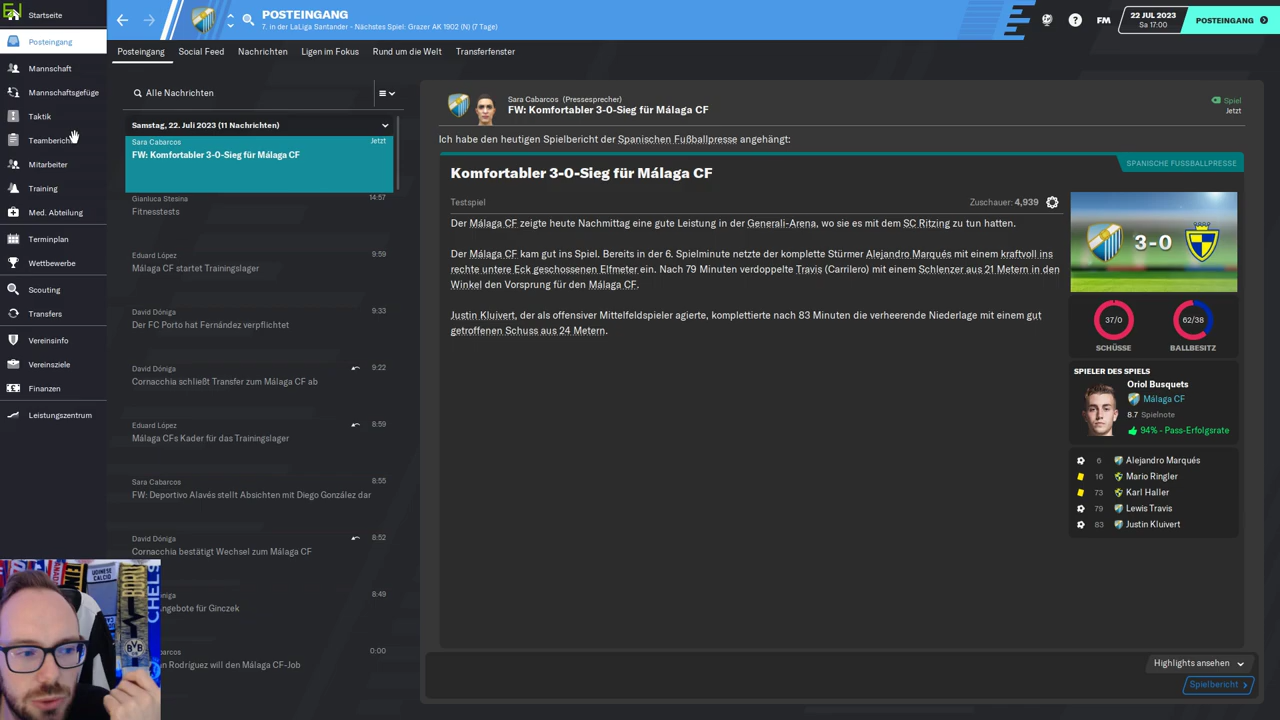 Startseite
Posteingang
Mannschaft
Mannschaftsgefüge
Taktik
Teambericht
Mitarbeiter
Training
Med. Abteilung
Terminplan
Wettbewerbe
Scouting
Transfers
Vereinsinfo
Vereinsziele
Finanzen
Leistungszentrum
POSTEINGANG
7. in der LaLiga Santander - Nächstes Spiel: Grazer AK 1902 (N) (7 Tage)
FM
22 JUL 2023
Sa 17:00
POSTEINGANG
Posteingang
Social Feed
Nachrichten
Ligen im Fokus
Rund um die Welt
Transferfenster
Alle Nachrichten
Samstag, 22. Juli 2023 (11 Nachrichten)
Sara Cabarcos
Jetzt
FW: Komfortabler 3-0-Sieg für Málaga CF
Gianluca Stesina
14:57
Fitnesstests
Eduard López
9:59
Málaga CF startet Trainingslager
David Dóniga
9:33
Der FC Porto hat Fernández verpflichtet
David Dóniga
9:22
Cornacchia schließt Transfer zum Málaga CF ab
Eduard López
8:59
Málaga CFs Kader für das Trainingslager
Sara Cabarcos
8:55
FW: Deportivo Alavés stellt Absichten mit Diego González dar
David Dóniga
8:52
Cornacchia bestätigt Wechsel zum Málaga CF
8:49
für Ginczek
0:00
Rodríguez will den Málaga CF-Job
Sara Cabarcos (Pressesprecher)
FW: Komfortabler 3-0-Sieg für Málaga CF
Spiel
Jetzt
Ich habe den heutigen Spielbericht der Spanischen Fußballpresse angehängt:
SPANISCHE FUSSBALLPRESSE
Komfortabler 3-0-Sieg für Málaga CF
Testspiel
Zuschauer: 4,939
Der Málaga CF zeigte heute Nachmittag eine gute Leistung in der Generali-Arena, wo sie es mit dem SC Ritzing zu tun hatten.
Der Málaga CF kam gut ins Spiel. Bereits in der 6. Spielminute netzte der komplette Stürmer Alejandro Marqués mit einem kraftvoll ins
rechte untere Eck geschossenen Elfmeter ein. Nach 79 Minuten verdoppelte Travis (Carrilero) mit einem Schlenzer aus 21 Metern in den
Winkel den Vorsprung für den Málaga CF.
Justin Kluivert, der als offensiver Mittelfeldspieler agierte, komplettierte nach 83 Minuten die verheerende Niederlage mit einem gut
getroffenen Schuss aus 24 Metern.
3-0
37/0
62/38
SCHÜSSE
BALLBESITZ
SPIELER DES SPIELS
Oriol Busquets
Málaga CF
8.7 Spielnote
94% - Pass-Erfolgsrate
6 Alejandro Marqués
16 Mario Ringler
73 Karl Haller
79 Lewis Travis
83 Justin Kluivert
Highlights ansehen
Spielbericht
UDINESE
CALCIO
BORU
CHELS
BVB
09